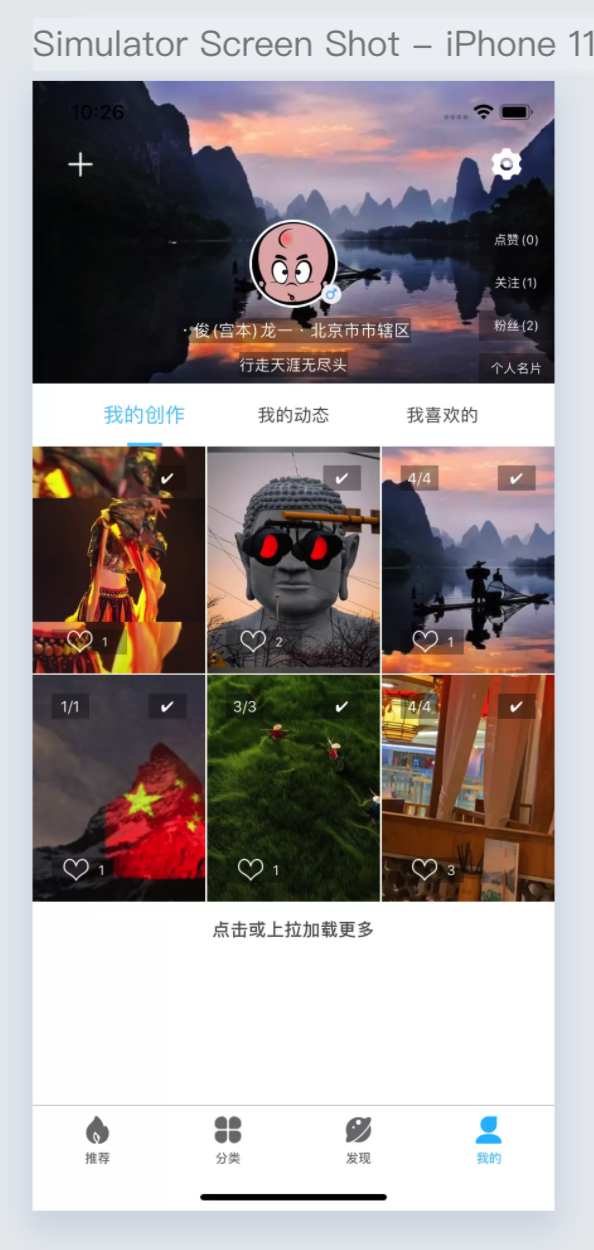 Simulator Screen Shot – iPhone 11
10:26
点赞(0)
关注(1)
粉丝(2)
· 俊(宫本)龙一 · 北京市市辖区
行走天涯无尽头
个人名片
我的创作 我的动态 我喜欢的
✔ ✔ 4/4 ✔
1 2 1
1/1 ✔ 3/3 ✔ 4/4 ✔
1 1 3
点击或上拉加载更多
推荐 分类 发现 我的